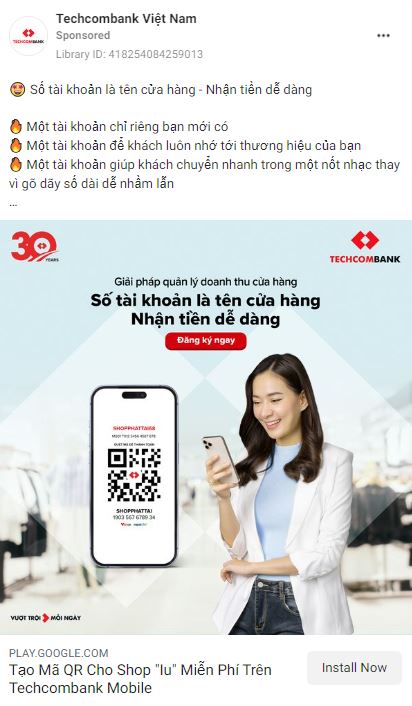 Techcombank Việt Nam
Sponsored
Library ID: 418254084259013
TECHCOMBANK
🤩 Số tài khoản là tên cửa hàng - Nhận tiền dễ dàng
🔥 Một tài khoản chỉ riêng bạn mới có
🔥 Một tài khoản để khách luôn nhớ tới thương hiệu của bạn
🔥 Một tài khoản giúp khách chuyển nhanh trong một nốt nhạc thay
vì gõ dãy số dài dễ nhầm lẫn
...
30 YEARS
TECHCOMBANK
Giải pháp quản lý doanh thu cửa hàng
Số tài khoản là tên cửa hàng
Nhận tiền dễ dàng
Đăng ký ngay
SHOPPHATTAI68
QUÉT MÃ ĐỂ THANH TOÁN
SHOPPHATTAI
1903 567 6789 34
VƯỢT TRỘI MỖI NGÀY
PLAY.GOOGLE.COM
Tạo Mã QR Cho Shop "Iu" Miễn Phí Trên
Techcombank Mobile
Install Now